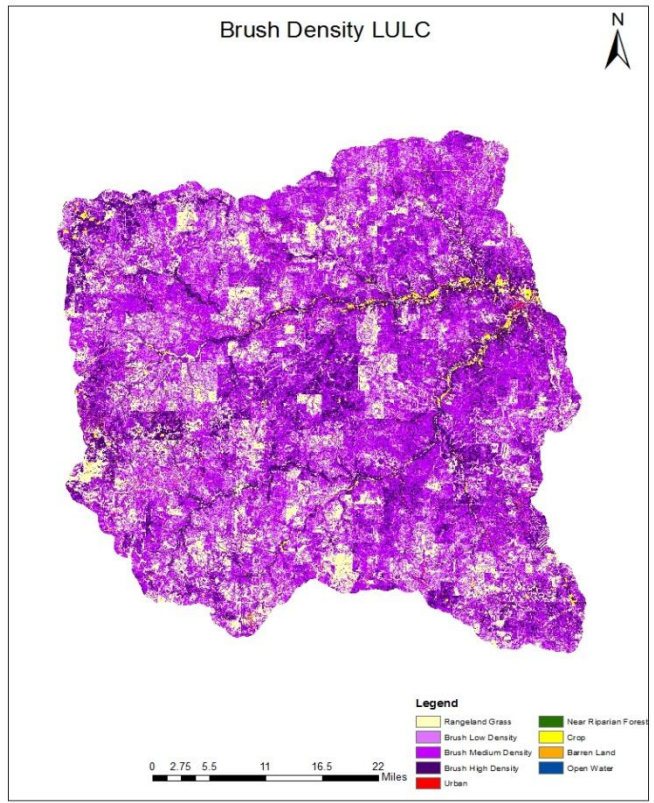 Brush Density LULC
N
Legend
Rangeland Grass
Brush Low Density
Brush Medium Density
Brush High Density
Urban
Near Riparian Forest
Crop
Barren Land
Open Water
0 2.75 5.5 11 16.5 22
Miles